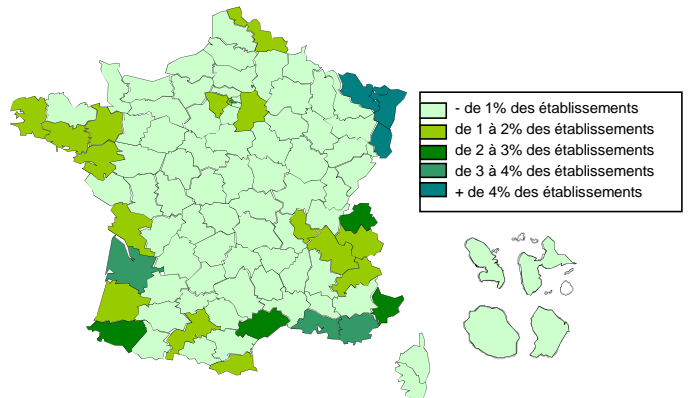 - de 1% des établissements
de 1 à 2% des établissements
de 2 à 3% des établissements
de 3 à 4% des établissements
+ de 4% des établissements